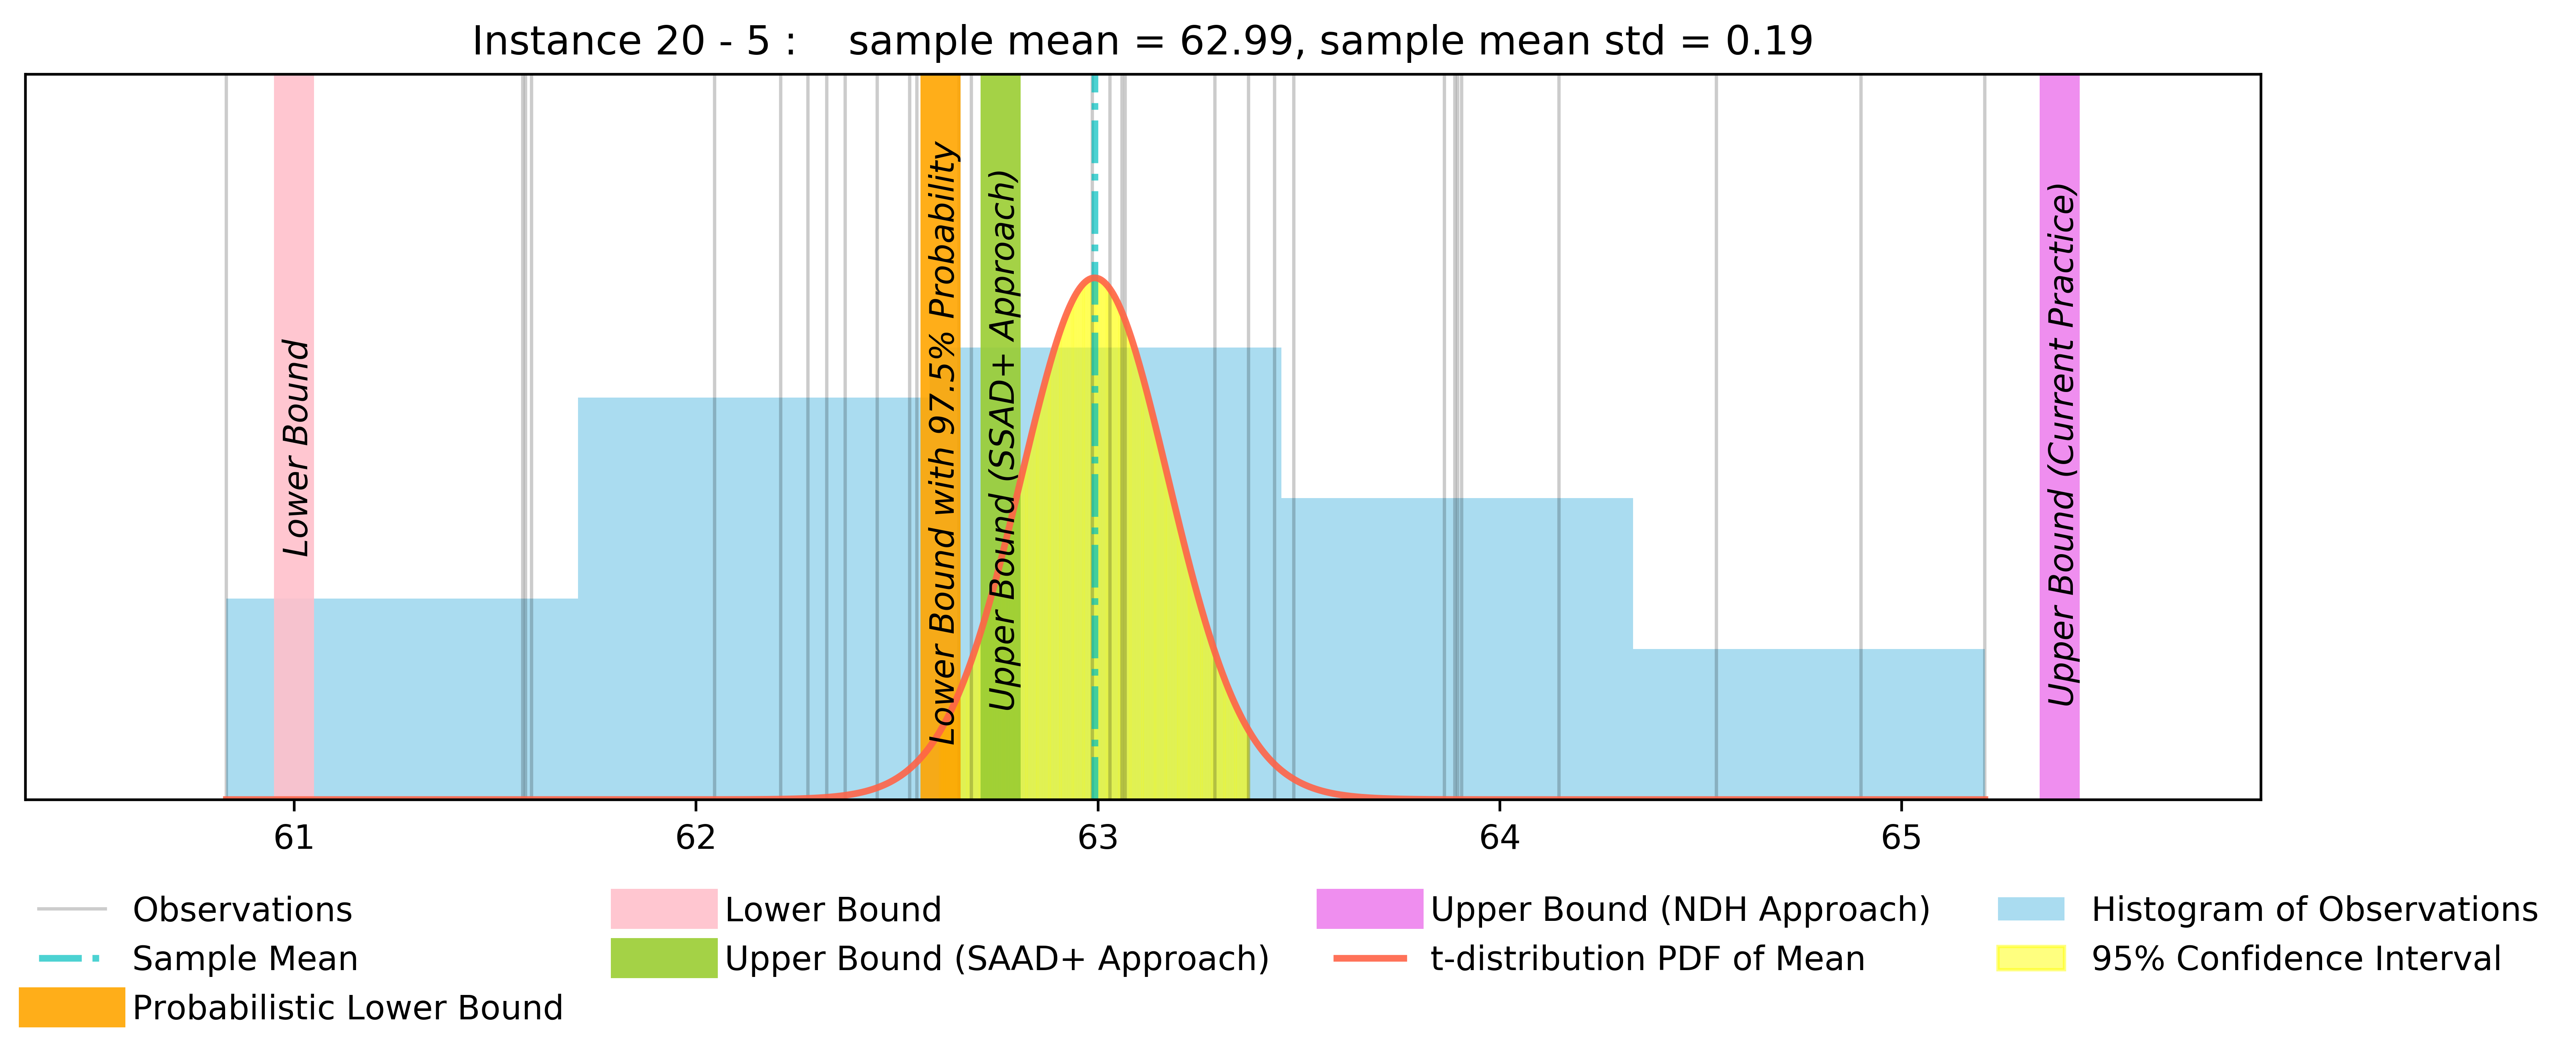 Instance 20 - 5 :    sample mean = 62.99, sample mean std = 0.19
Lower Bound
Lower Bound with 97.5% Probability
Upper Bound (SSAD+ Approach)
Upper Bound (Current Practice)
61 62 63 64 65
Observations
Sample Mean
Probabilistic Lower Bound
Lower Bound
Upper Bound (SAAD+ Approach)
Upper Bound (NDH Approach)
t-distribution PDF of Mean
Histogram of Observations
95% Confidence Interval